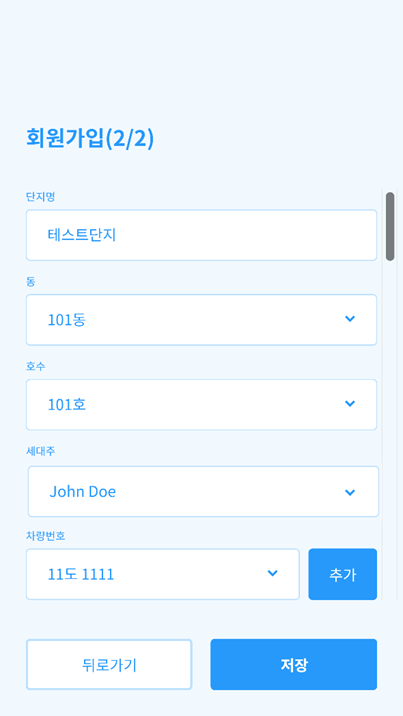 회원가입(2/2)
단지명
테스트단지
동
101동
호수
101호
세대주
John Doe
차량번호
11도 1111
추가
뒤로가기
저장